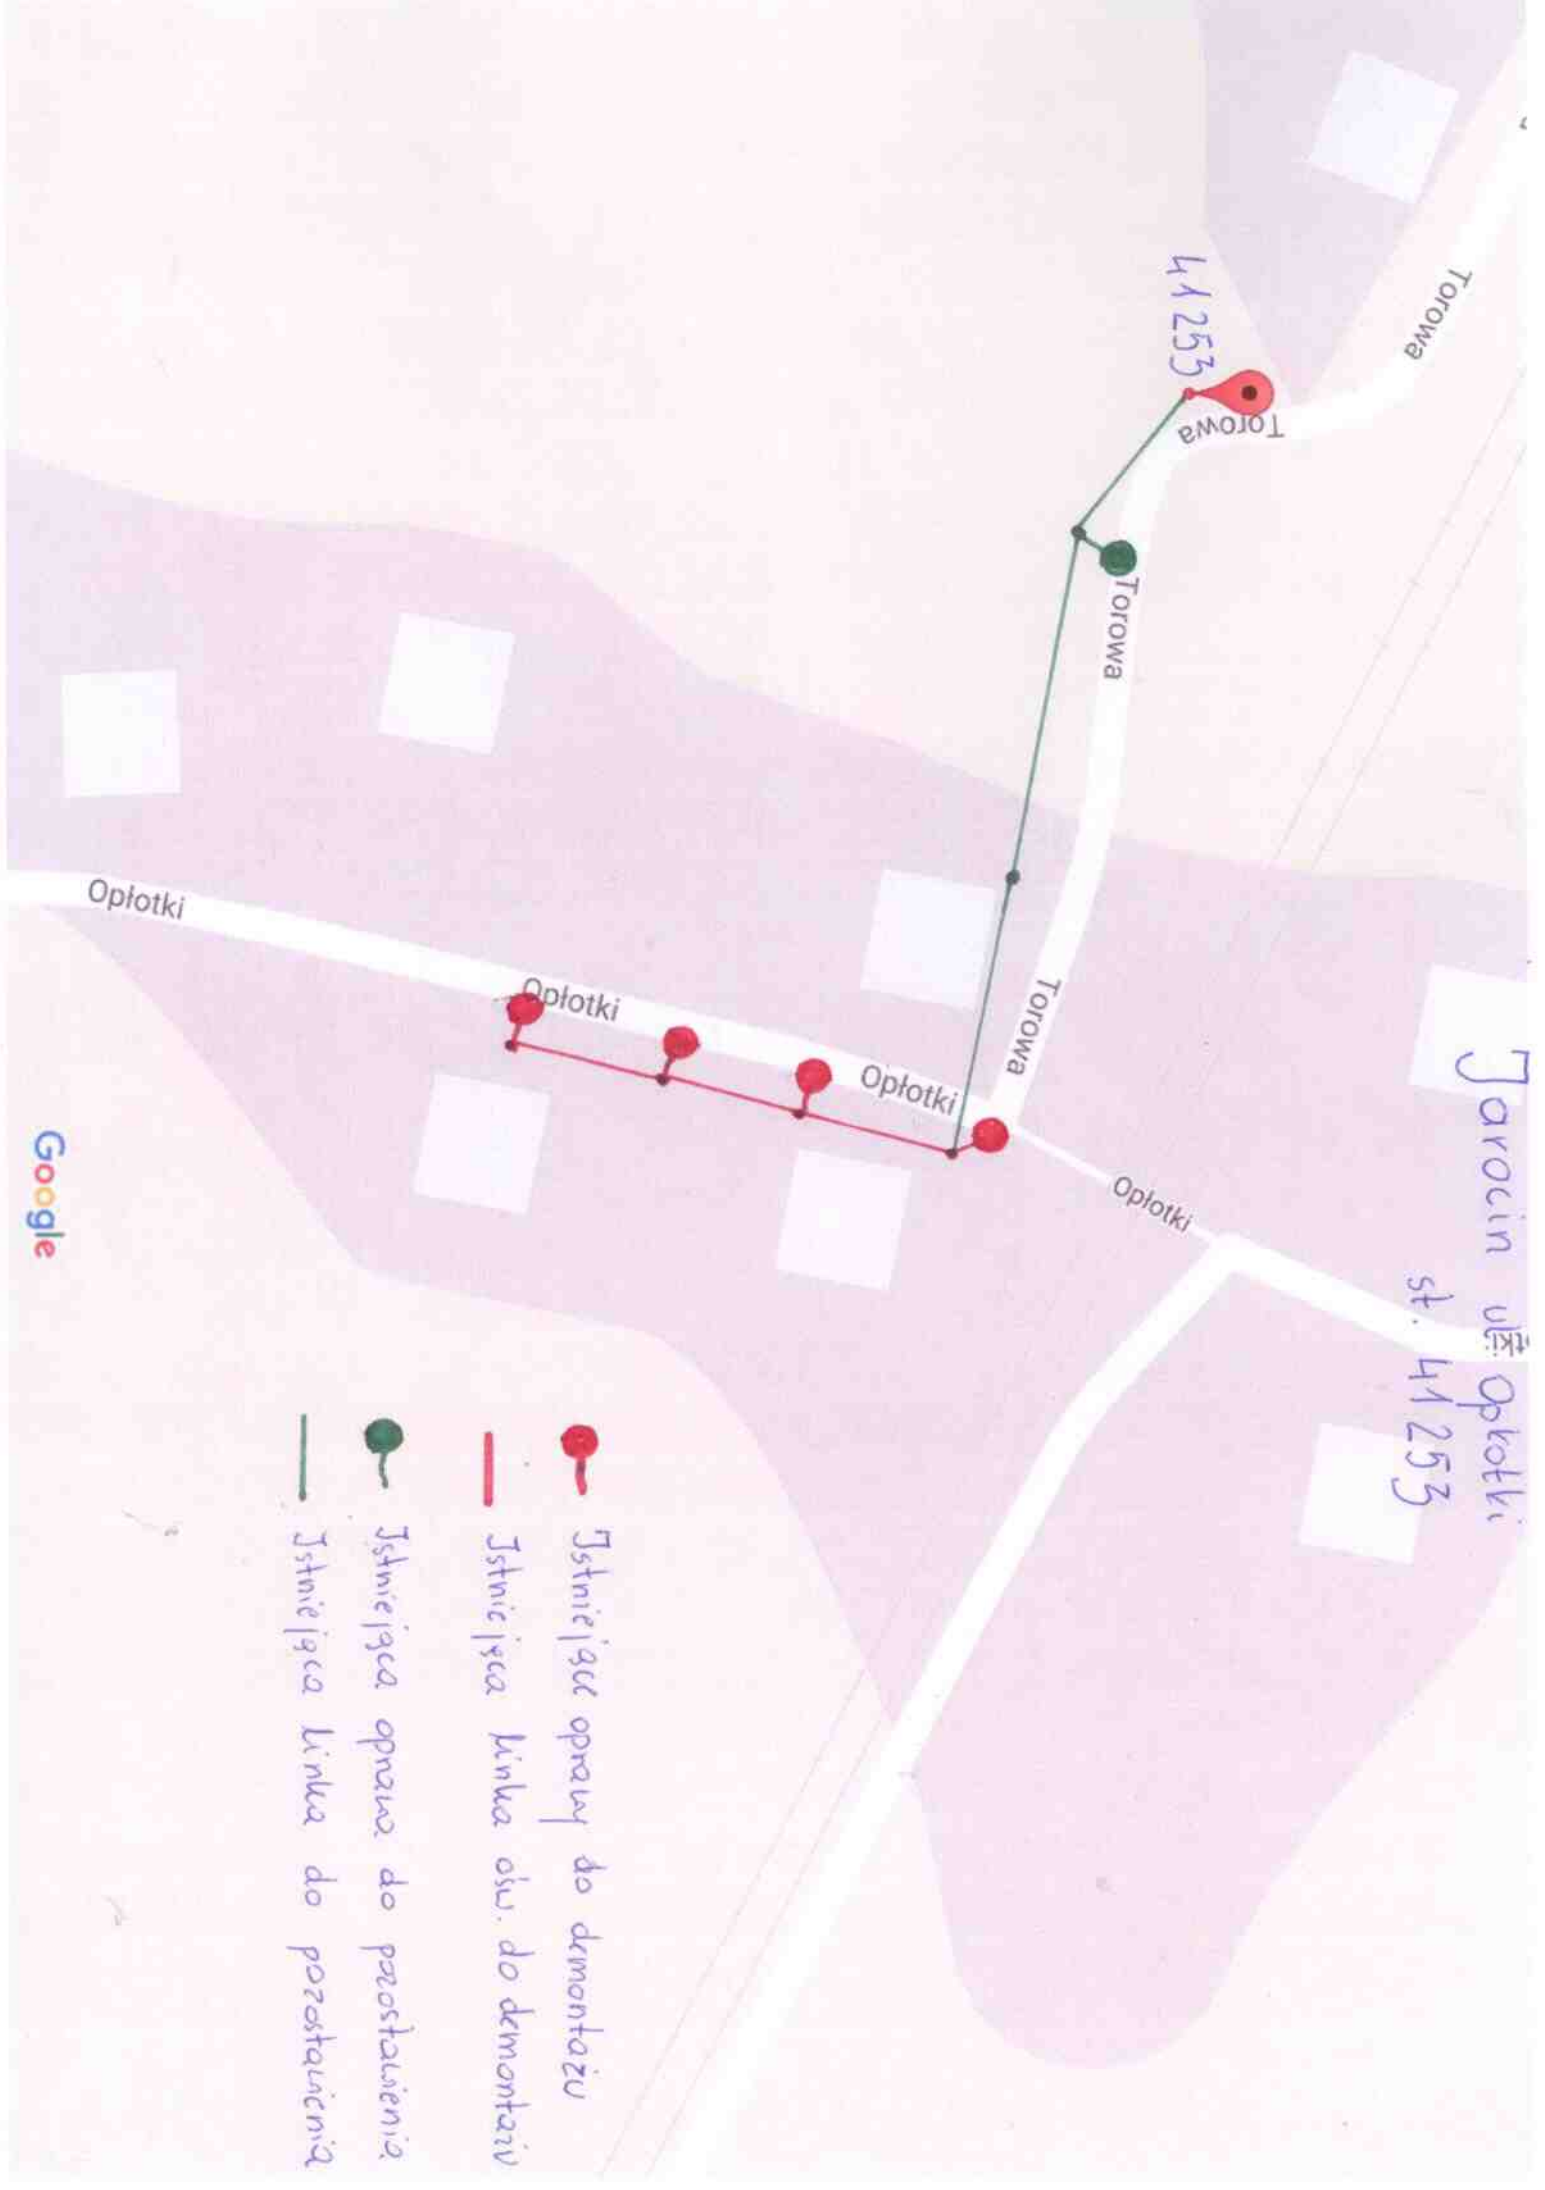 Jarocin ul. Opłotki
st. 41253
Torowa
41253
Torowa
Torowa
Torowa
Opłotki
Opłotki
Opłotki
Opłotki
Istniejące oprawy do demontażu
Istniejąca linka ośw. do demontażu
Istniejąca oprawa do pozostawienia
Istniejąca linka do pozostawienia
Google